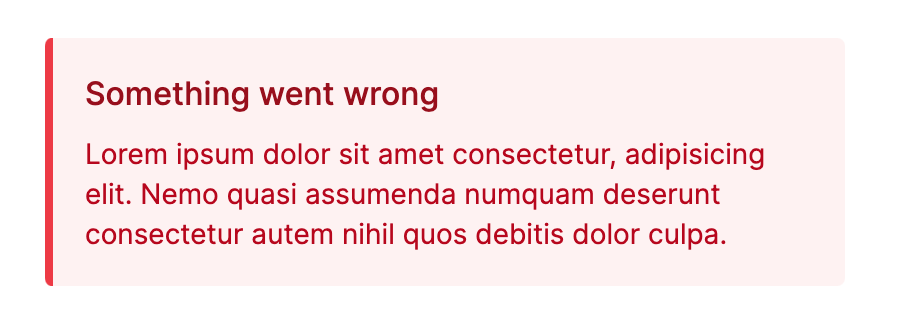 Something went wrong
Lorem ipsum dolor sit amet consectetur, adipisicing
elit. Nemo quasi assumenda numquam deserunt
consectetur autem nihil quos debitis dolor culpa.